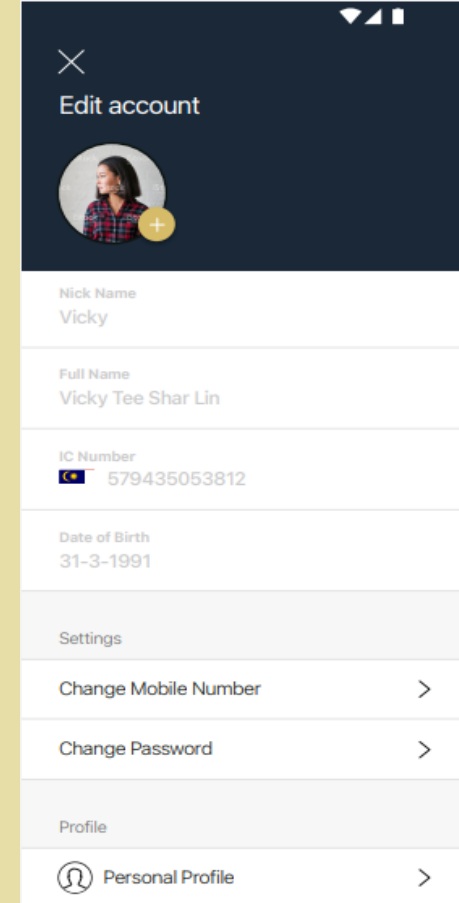 Edit account
Nick Name
Vicky
Full Name
Vicky Tee Shar Lin
IC Number
579435053812
Date of Birth
31-3-1991
Settings
Change Mobile Number
Change Password
Profile
Personal Profile